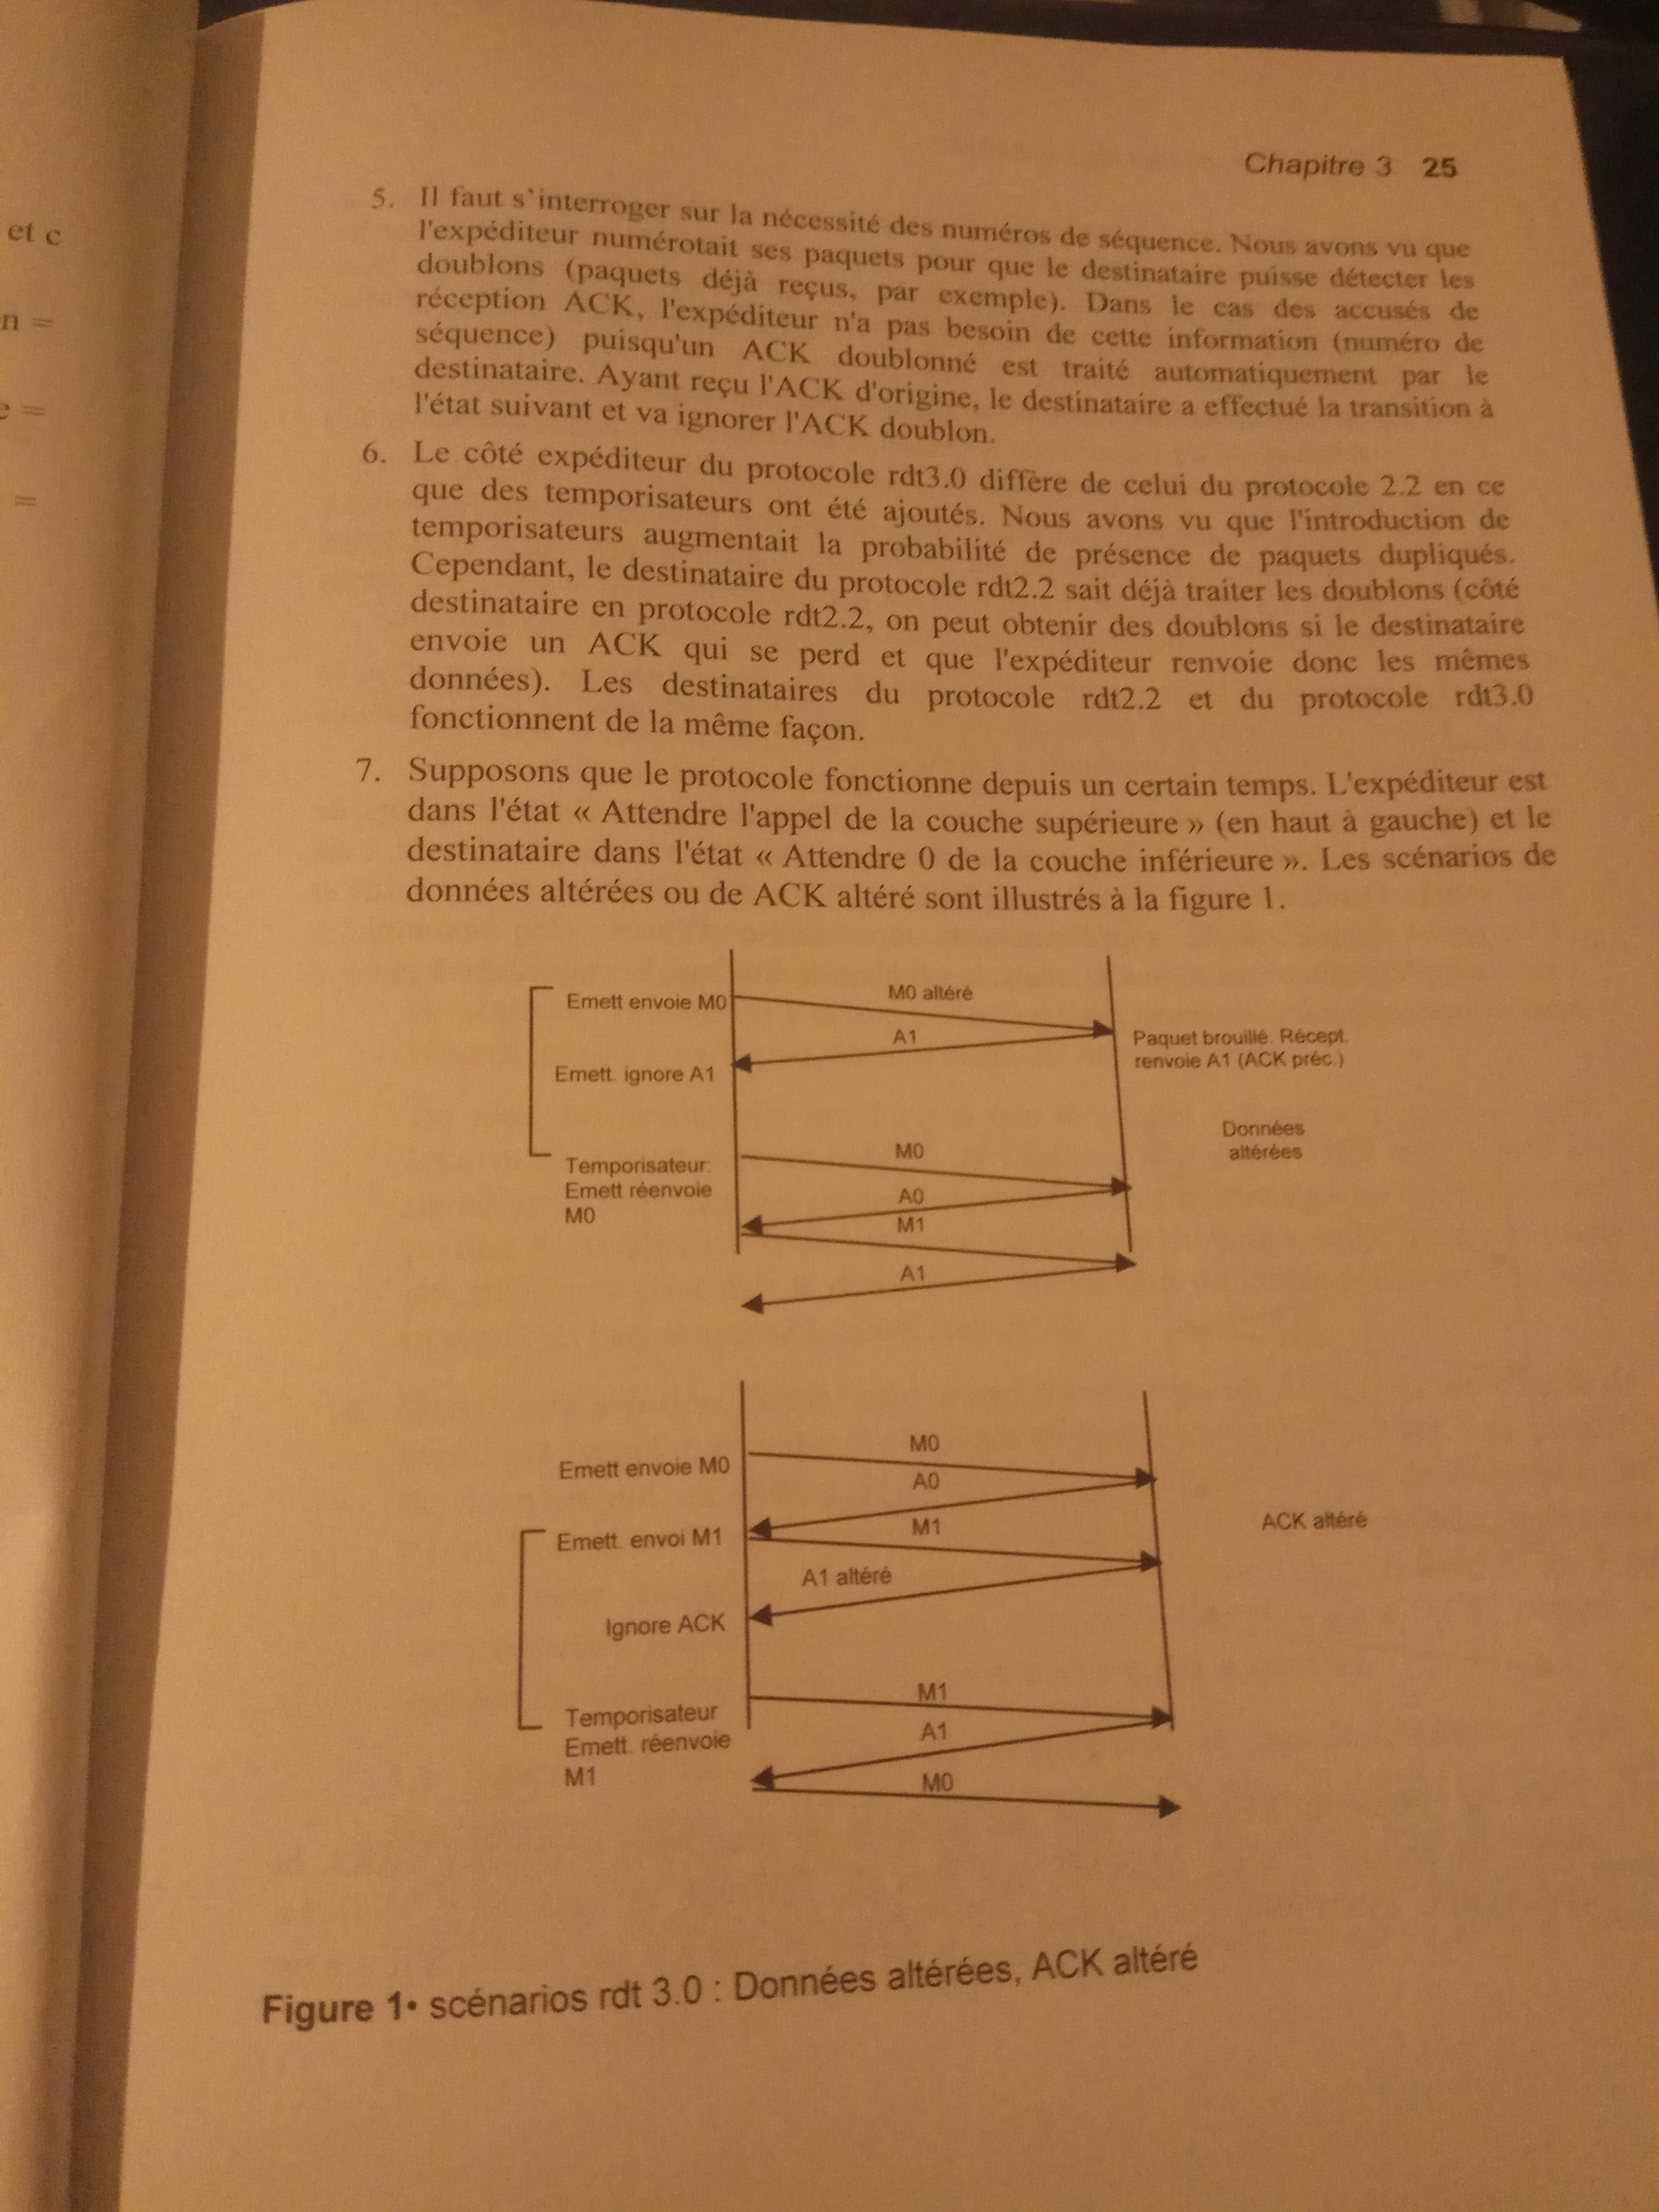 Chapitre 3 25
et c
n =
e =
=
5. Il faut s'interroger sur la nécessité des numéros de séquence. Nous avons vu que
l'expéditeur numérotait ses paquets pour que le destinataire puisse détecter les
doublons (paquets déjà reçus, par exemple). Dans le cas des accusés de
réception ACK, l'expéditeur n'a pas besoin de cette information (numéro de
séquence) puisqu'un ACK doublonné est traité automatiquement par le
destinataire. Ayant reçu l'ACK d'origine, le destinataire a effectué la transition à
l'état suivant et va ignorer l'ACK doublon.
6. Le côté expéditeur du protocole rdt3.0 diffère de celui du protocole 2.2 en ce
que des temporisateurs ont été ajoutés. Nous avons vu que l'introduction de
temporisateurs augmentait la probabilité de présence de paquets dupliqués.
Cependant, le destinataire du protocole rdt2.2 sait déjà traiter les doublons (côté
destinataire en protocole rdt2.2, on peut obtenir des doublons si le destinataire
envoie un ACK qui se perd et que l'expéditeur renvoie donc les mêmes
données). Les destinataires du protocole rdt2.2 et du protocole rdt3.0
fonctionnent de la même façon.
7. Supposons que le protocole fonctionne depuis un certain temps. L'expéditeur est
dans l'état « Attendre l'appel de la couche supérieure » (en haut à gauche) et le
destinataire dans l'état « Attendre 0 de la couche inférieure ». Les scénarios de
données altérées ou de ACK altéré sont illustrés à la figure 1.
Emett envoie M0
M0 altéré
A1
Paquet brouillé. Récept.
renvoie A1 (ACK préc.)
Emett. ignore A1
Données
altérées
M0
Temporisateur:
Emett réenvoie
M0
A0
M1
A1
M0
Emett envoie M0
A0
Emett. envoi M1
M1
ACK altéré
A1 altéré
Ignore ACK
M1
Temporisateur
Emett. réenvoie
M1
A1
M0
Figure 1• scénarios rdt 3.0 : Données altérées, ACK altéré